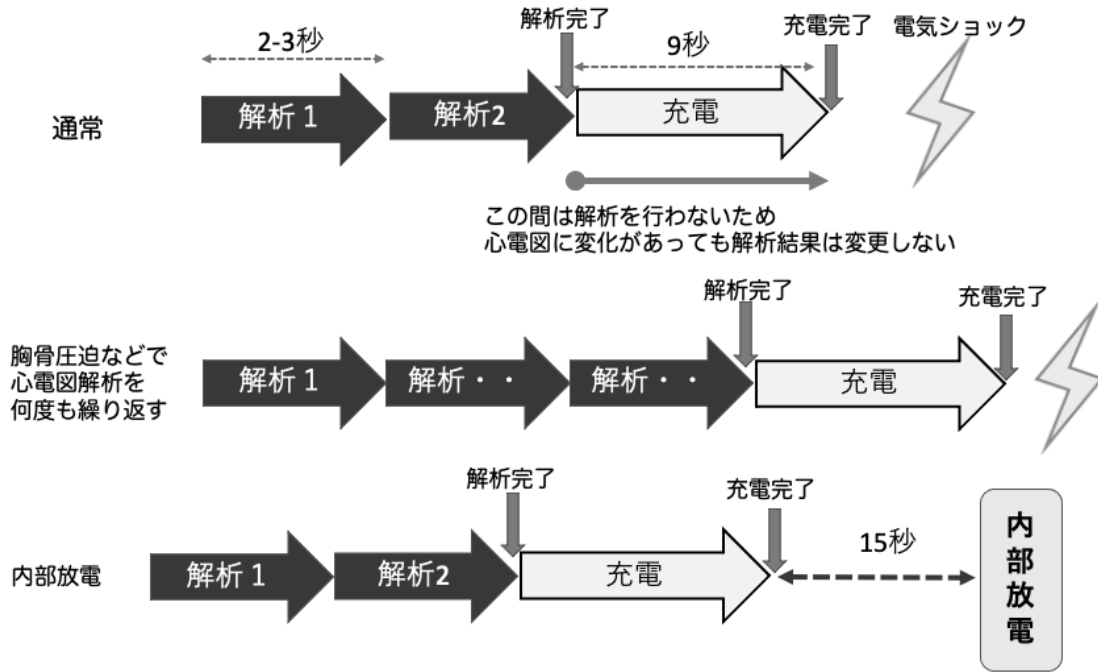 解析完了
充電完了
電気ショック
2-3秒
9秒
通常
解析 1
解析2
充電
この間は解析を行わないため
心電図に変化があっても解析結果は変更しない
解析完了
充電完了
胸骨圧迫などで
心電図解析を
何度も繰り返す
解析 1
解析・・
解析・・
充電
解析完了
充電完了
15秒
内部放電
解析 1
解析2
充電
内部放電